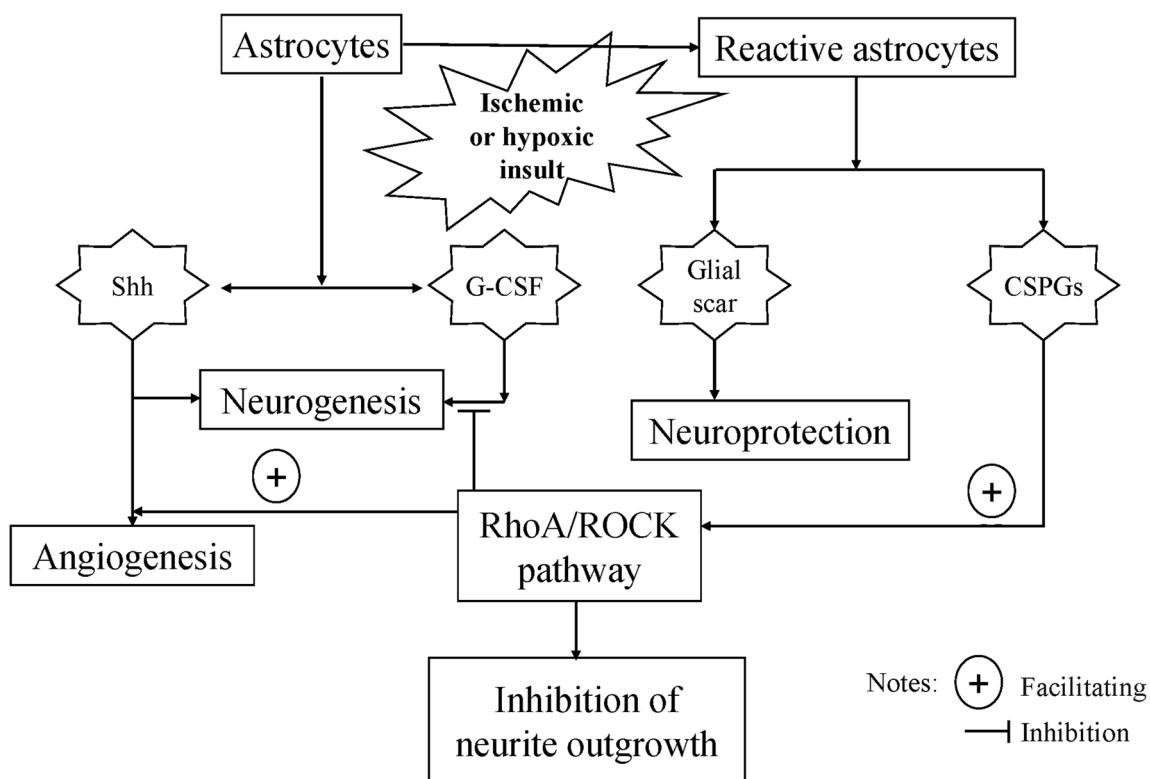 Astrocytes
Reactive astrocytes
Ischemic
or hypoxic
insult
Shh
G-CSF
Glial
scar
CSPGs
Neurogenesis
Neuroprotection
+
+
RhoA/ROCK
pathway
Angiogenesis
Inhibition of
neurite outgrowth
Notes: + Facilitating
Inhibition